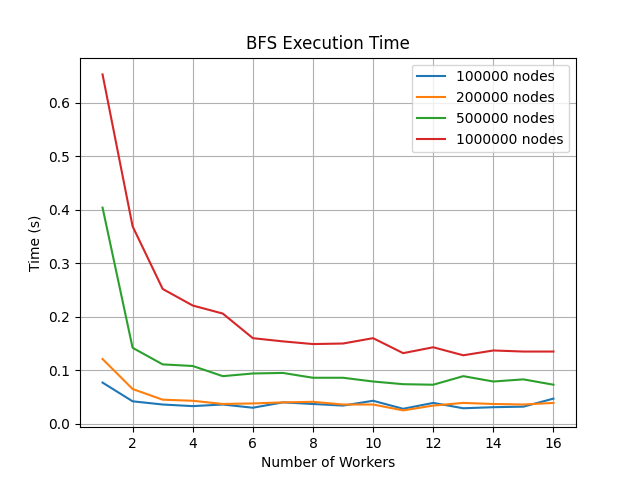 BFS Execution Time
100000 nodes
200000 nodes
500000 nodes
1000000 nodes
Time (s)
0.6
0.5
0.4
0.3
0.2
0.1
0.0
2 4 6 8 10 12 14 16
Number of Workers